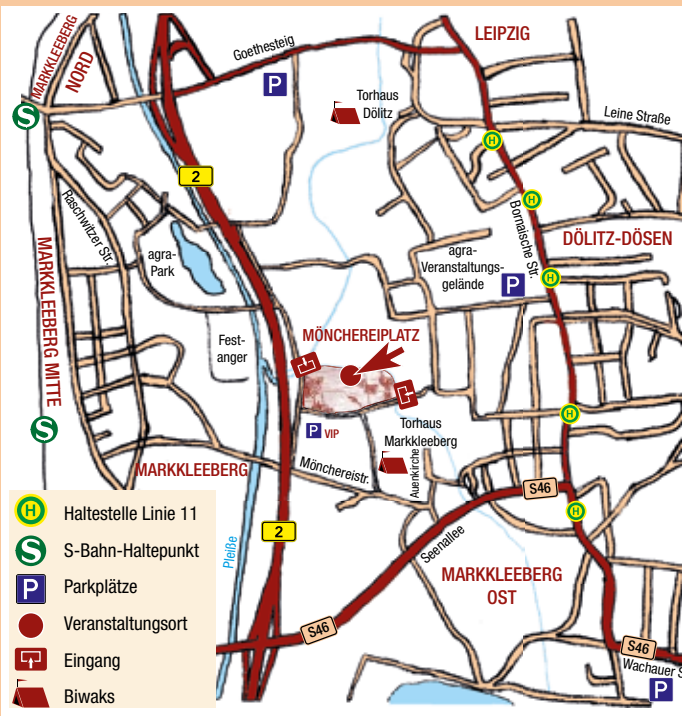 MARKKLEEBERG
NORD
S
Goethesteig
P
LEIPZIG
Torhaus
Dölitz
Leine Straße
H
2
Raschwitzer Str.
H
Bornaische Str.
DÖLITZ-DÖSEN
agra-
Park
agra-
Veranstaltungs-
gelände
P
H
MARKKLEEBERG MITTE
Fest-
anger
MÖNCHEREIPLATZ
H
P VIP
Torhaus
Markkleeberg
S
MARKKLEEBERG
Mönchereistr.
Auenkirche
S46
H
2
Pleiße
Seenallee
MARKKLEEBERG
OST
S46
S46
Wachauer S
P
H Haltestelle Linie 11
S S-Bahn-Haltepunkt
P Parkplätze
Veranstaltungsort
Eingang
Biwaks